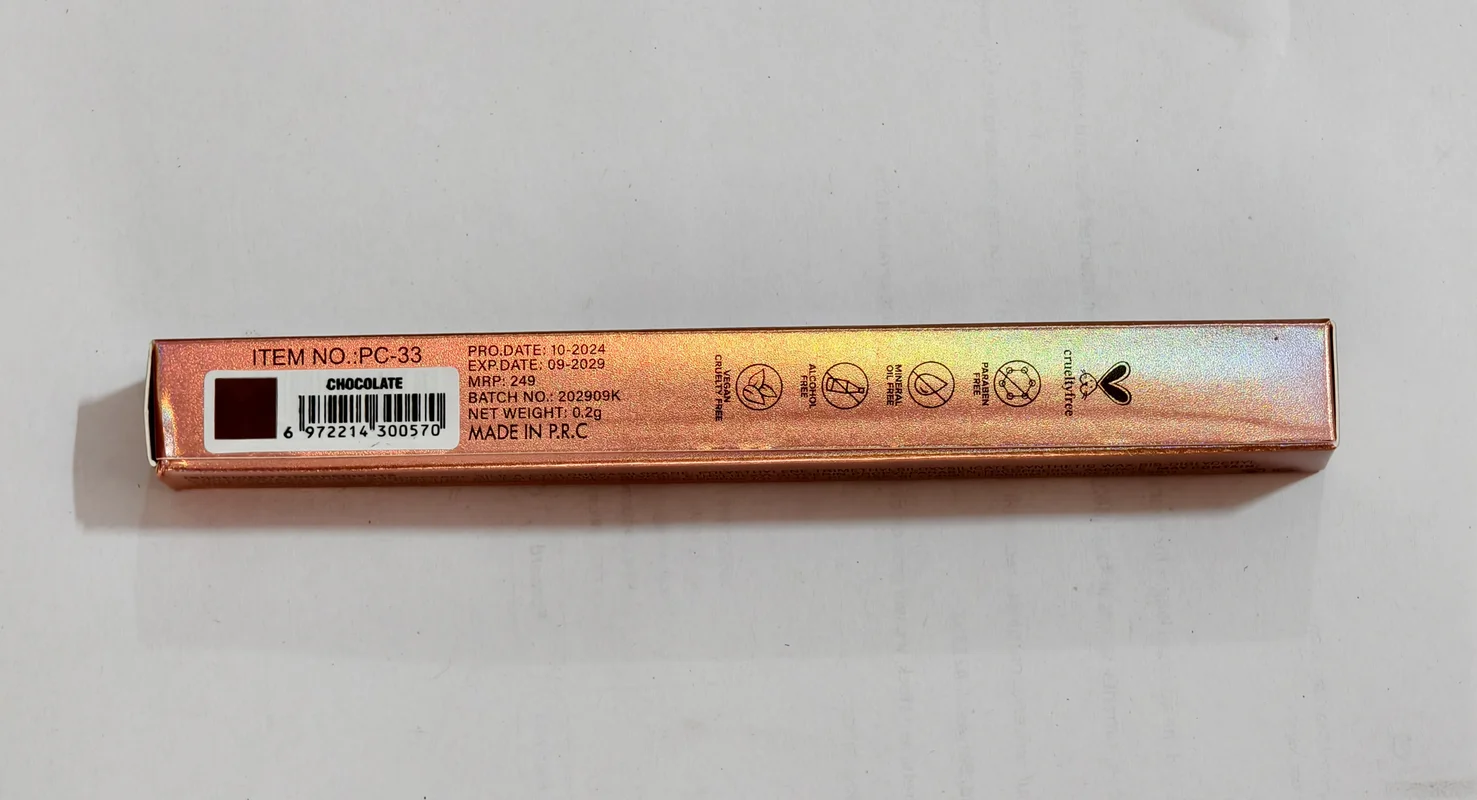 ITEM NO.:PC-33
CHOCOLATE
6 972214 300570
PRO.DATE: 10-2024
EXP.DATE: 09-2029
MRP: 249
BATCH NO.: 202909K
NET WEIGHT: 0.2g
MADE IN P.R.C
VEGAN
CRUELTY FREE
ALCOHOL
FREE
MINERAL
OIL FREE
PARABEN
FREE
crueltyfree